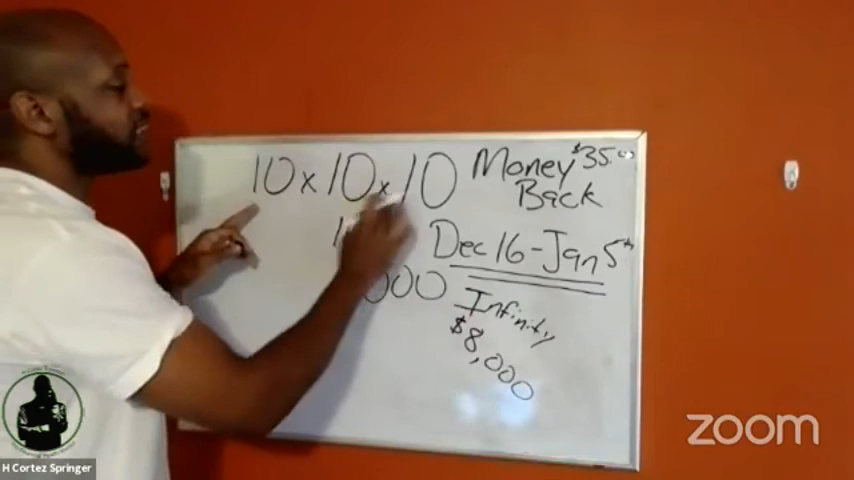 10 x 10 x 10
Money $35.00
Back
Dec 16 - Jan 5th
000
Infinity
$8,000
zoom
H Cortez Springer